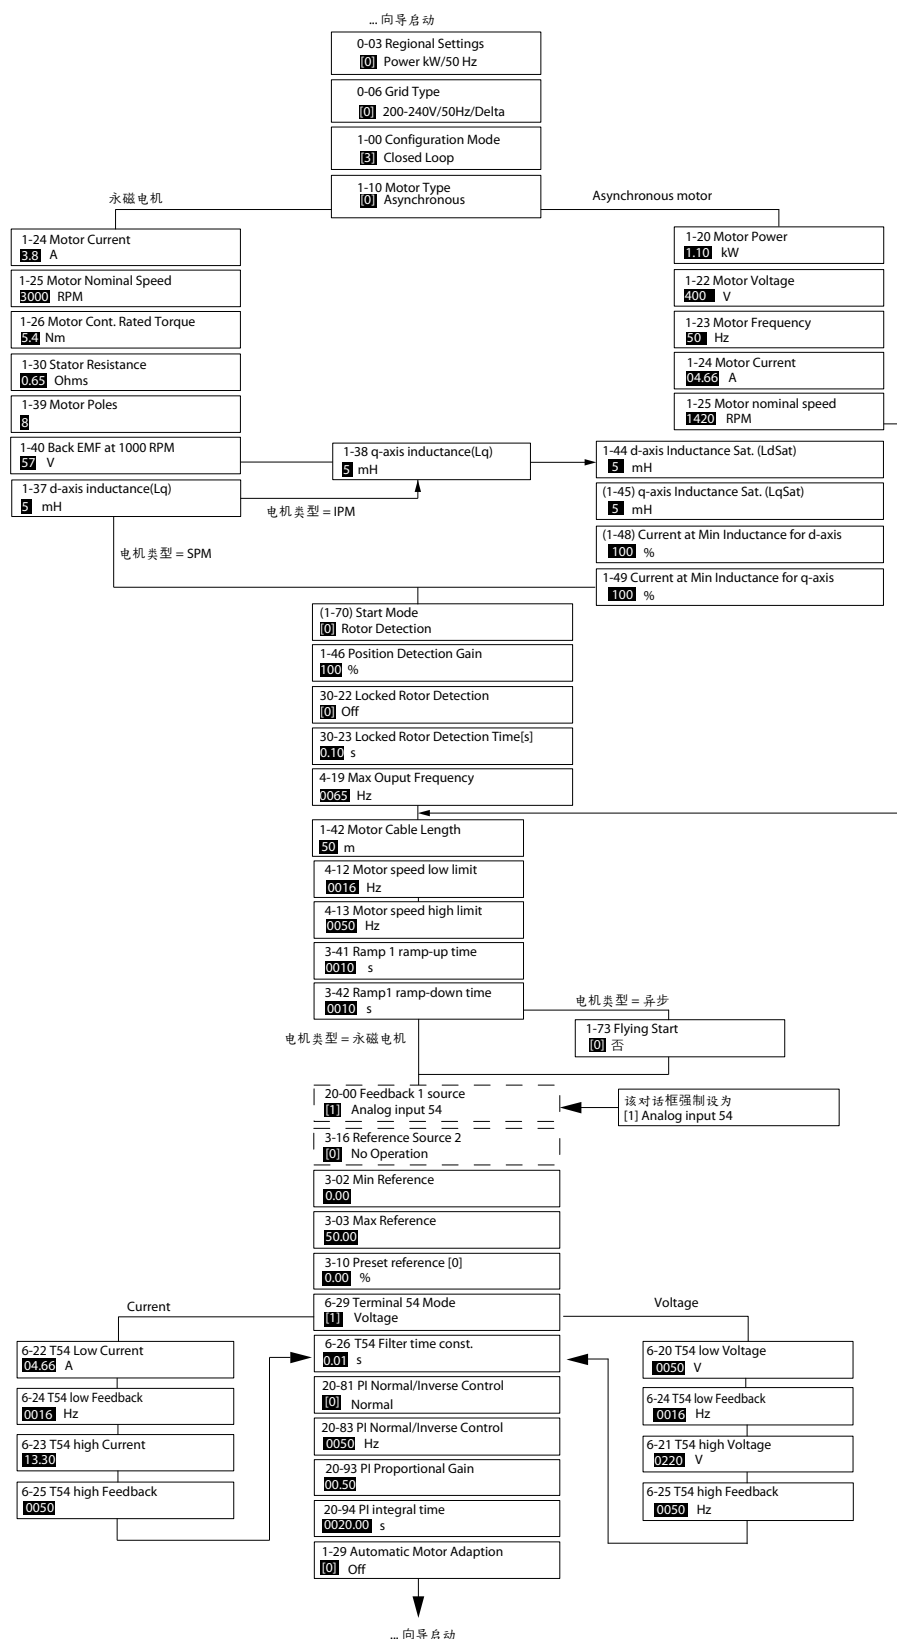 ... 向导启动
0-03 Regional Settings
[0] Power kW/50 Hz
0-06 Grid Type
[0] 200-240V/50Hz/Delta
1-00 Configuration Mode
[3] Closed Loop
1-10 Motor Type
[0] Asynchronous
永磁电机
Asynchronous motor
1-24 Motor Current
3.8 A
1-25 Motor Nominal Speed
3000 RPM
1-26 Motor Cont. Rated Torque
5.4 Nm
1-30 Stator Resistance
0.65 Ohms
1-39 Motor Poles
8
1-40 Back EMF at 1000 RPM
57 V
1-37 d-axis inductance(Lq)
5 mH
1-20 Motor Power
1.10 kW
1-22 Motor Voltage
400 V
1-23 Motor Frequency
50 Hz
1-24 Motor Current
04.66 A
1-25 Motor nominal speed
1420 RPM
1-38 q-axis inductance(Lq)
5 mH
电机类型 = IPM
电机类型 = SPM
1-44 d-axis Inductance Sat. (LdSat)
5 mH
(1-45) q-axis Inductance Sat. (LqSat)
5 mH
(1-48) Current at Min Inductance for d-axis
100 %
1-49 Current at Min Inductance for q-axis
100 %
(1-70) Start Mode
[0] Rotor Detection
1-46 Position Detection Gain
100 %
30-22 Locked Rotor Detection
[0] Off
30-23 Locked Rotor Detection Time[s]
0.10 s
4-19 Max Ouput Frequency
0065 Hz
1-42 Motor Cable Length
50 m
4-12 Motor speed low limit
0016 Hz
4-13 Motor speed high limit
0050 Hz
3-41 Ramp 1 ramp-up time
0010 s
3-42 Ramp1 ramp-down time
0010 s
电机类型 = 异步
1-73 Flying Start
[0] 否
电机类型 = 永磁电机
20-00 Feedback 1 source
[1] Analog input 54
该对话框强制设为
[1] Analog input 54
3-16 Reference Source 2
[0] No Operation
3-02 Min Reference
0.00
3-03 Max Reference
50.00
3-10 Preset reference [0]
0.00 %
6-29 Terminal 54 Mode
[1] Voltage
Current
Voltage
6-22 T54 Low Current
04.66 A
6-24 T54 low Feedback
0016 Hz
6-23 T54 high Current
13.30
6-25 T54 high Feedback
0050
6-26 T54 Filter time const.
0.01 s
20-81 PI Normal/Inverse Control
[0] Normal
20-83 PI Normal/Inverse Control
0050 Hz
20-93 PI Proportional Gain
00.50
20-94 PI integral time
0020.00 s
1-29 Automatic Motor Adaption
[0] Off
6-20 T54 low Voltage
0050 V
6-24 T54 low Feedback
0016 Hz
6-21 T54 high Voltage
0220 V
6-25 T54 high Feedback
0050 Hz
... 向导启动